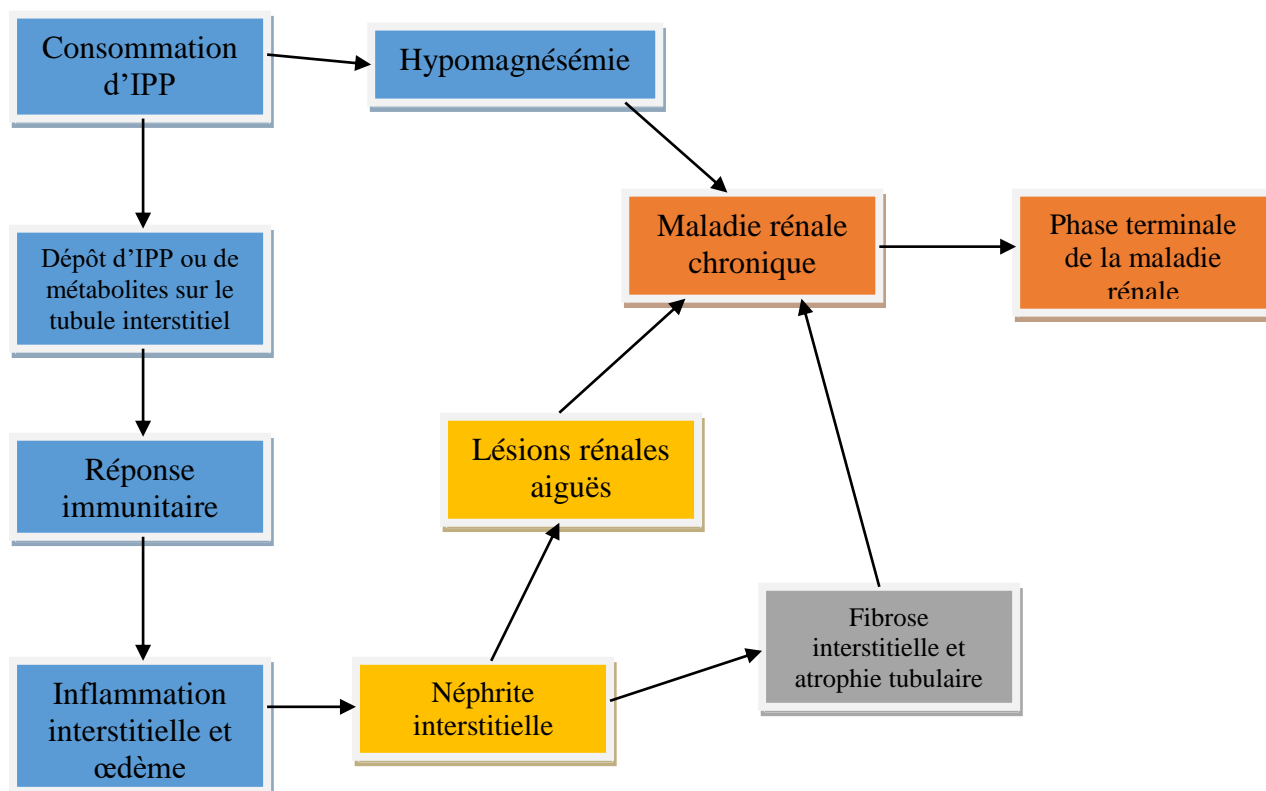 Consommation
d'IPP
Hypomagnésémie
Maladie rénale
chronique
Phase terminale
de la maladie
rénale
Dépôt d'IPP ou de
métabolites sur le
tubule interstitiel
Lésions rénales
aiguës
Réponse
immunitaire
Fibrose
interstitielle et
atrophie tubulaire
Inflammation
interstitielle et
œdème
Néphrite
interstitielle